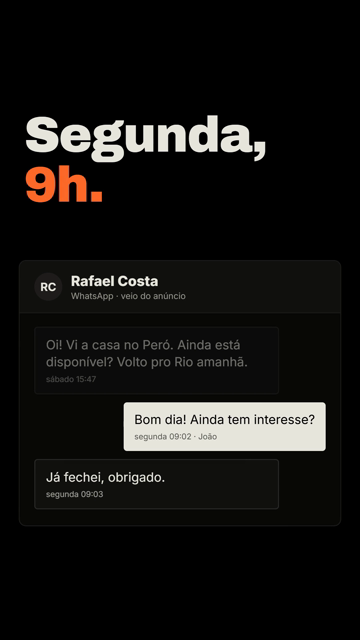 Segunda,
9h.
RC
Rafael Costa
WhatsApp · veio do anúncio
Oi! Vi a casa no Peró. Ainda está
disponível? Volto pro Rio amanhã.
sábado 15:47
Bom dia! Ainda tem interesse?
segunda 09:02 · João
Já fechei, obrigado.
segunda 09:03